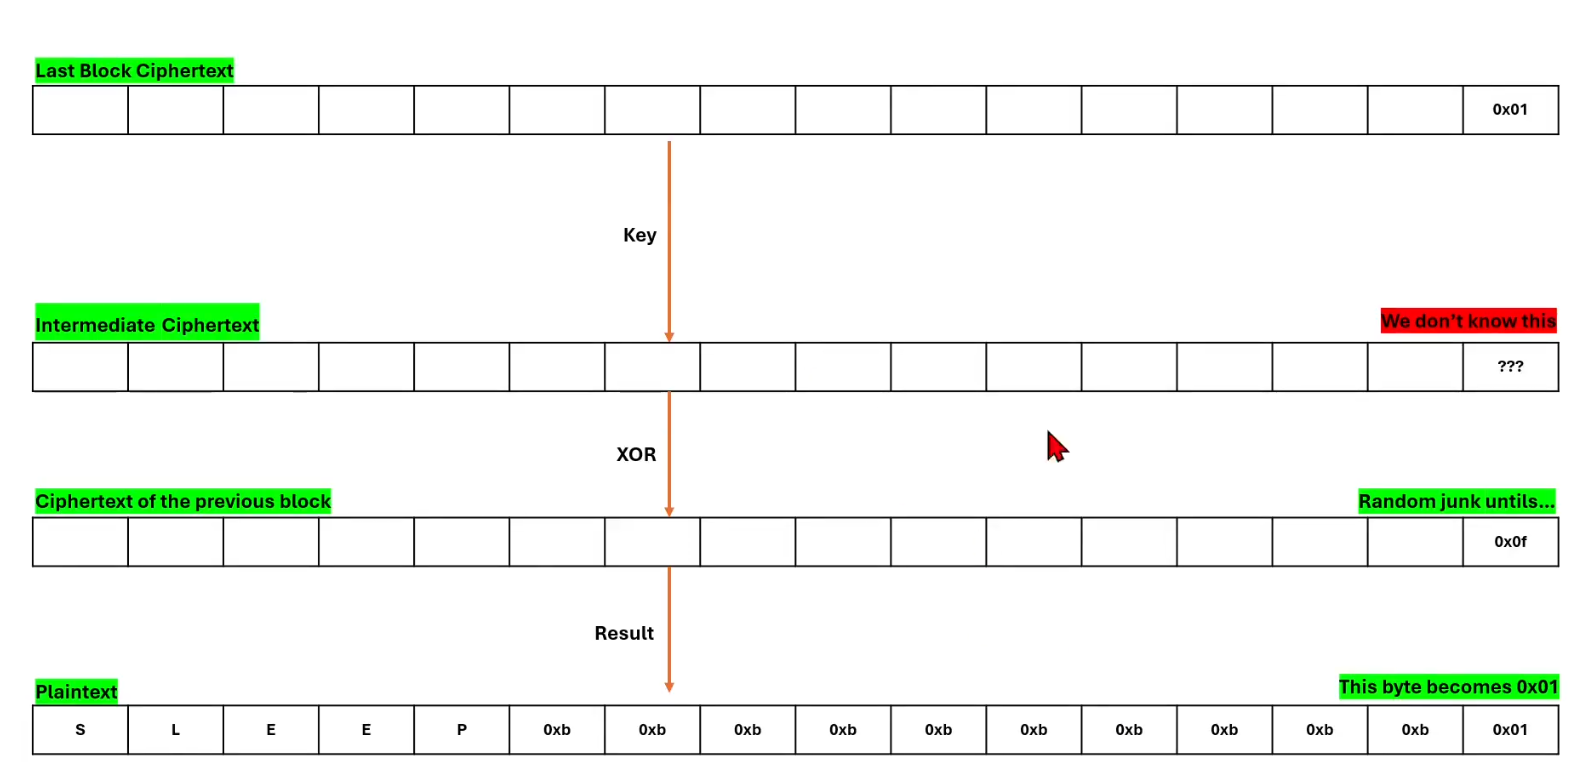 Last Block Ciphertext
0x01
Key
Intermediate Ciphertext
We don't know this
???
XOR
Ciphertext of the previous block
Random junk untils...
0x0f
Result
Plaintext
This byte becomes 0x01
S L E E P 0xb 0xb 0xb 0xb 0xb 0xb 0xb 0xb 0xb 0xb 0x01